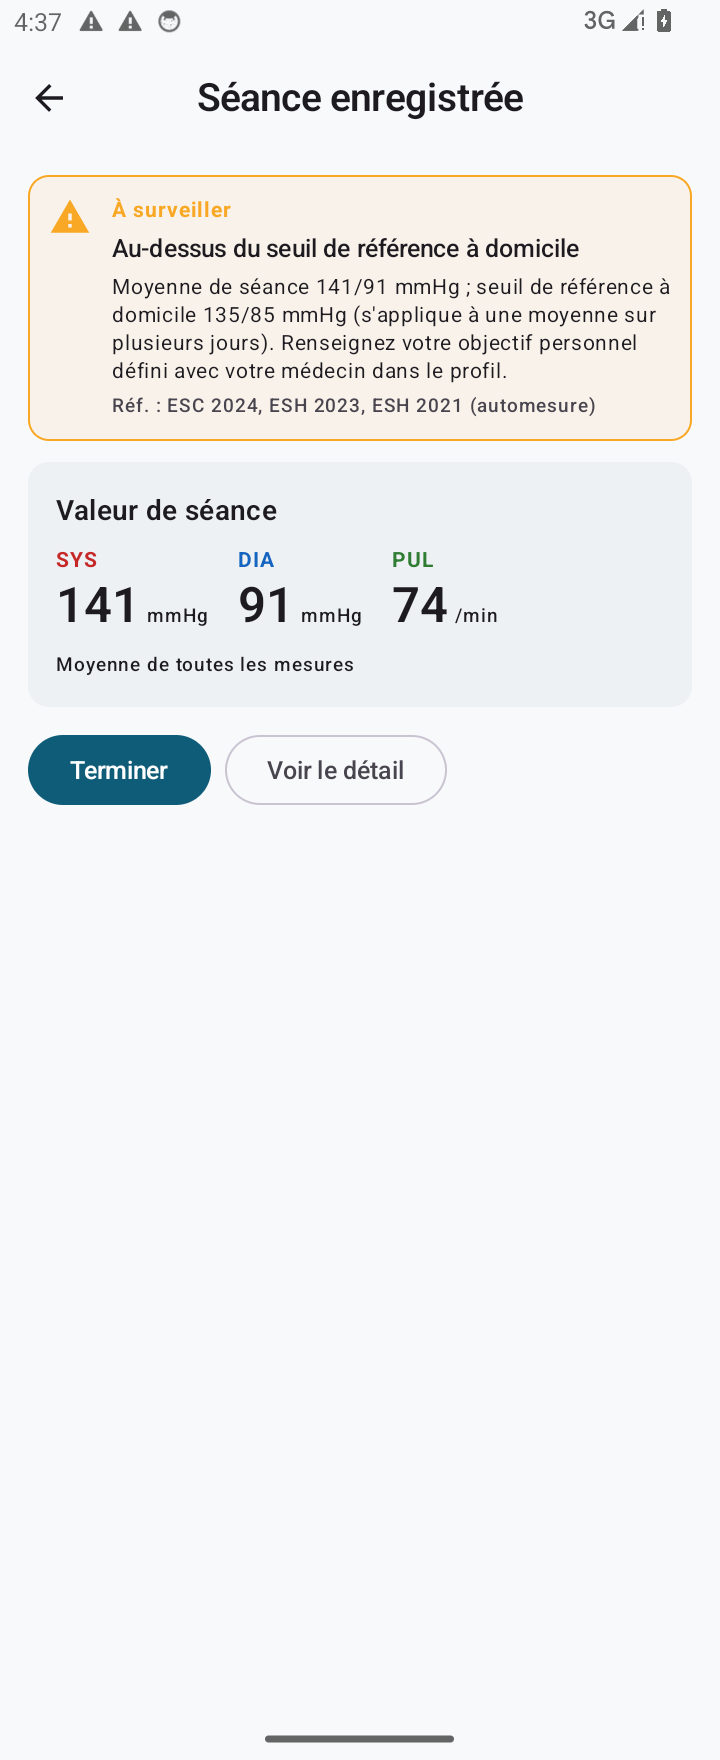 4:37
3G
Séance enregistrée
À surveiller
Au-dessus du seuil de référence à domicile
Moyenne de séance 141/91 mmHg ; seuil de référence à
domicile 135/85 mmHg (s'applique à une moyenne sur
plusieurs jours). Renseignez votre objectif personnel
défini avec votre médecin dans le profil.
Réf. : ESC 2024, ESH 2023, ESH 2021 (automesure)
Valeur de séance
SYS DIA PUL
141 mmHg 91 mmHg 74 /min
Moyenne de toutes les mesures
Terminer Voir le détail